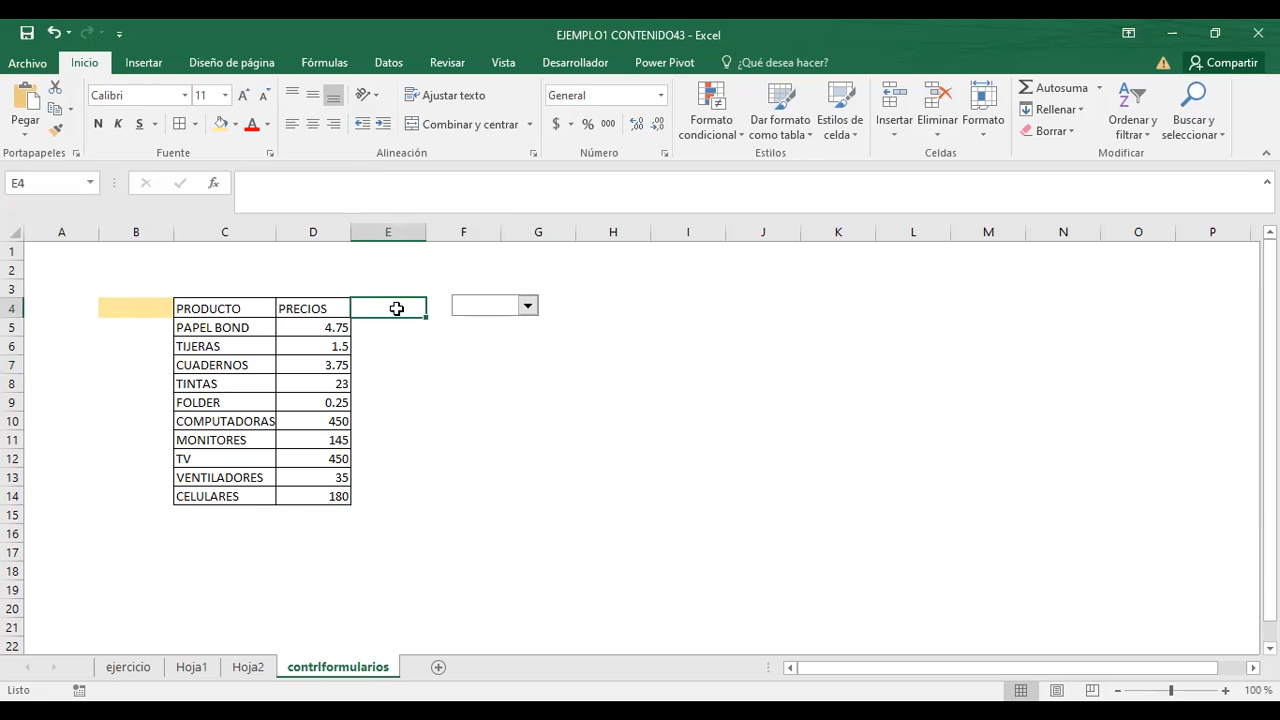 EJEMPLO1 CONTENIDO43 - Excel
Archivo Inicio Insertar Diseño de página Fórmulas Datos Revisar Vista Desarrollador Power Pivot ¿Qué desea hacer? Compartir
Pegar
Portapapeles
Calibri 11
N K S
A
Fuente
Ajustar texto
Combinar y centrar
Alineación
General
$ % 000
Número
Formato condicional
Dar formato como tabla
Estilos de celda
Estilos
Insertar Eliminar Formato
Celdas
Autosuma
Rellenar
Borrar
Ordenar y filtrar
Buscar y seleccionar
Modificar
E4 fx
A B C D E F G H I J K L M N O P
1
2
3
4 PRODUCTO PRECIOS
5 PAPEL BOND 4.75
6 TIJERAS 1.5
7 CUADERNOS 3.75
8 TINTAS 23
9 FOLDER 0.25
10 COMPUTADORAS 450
11 MONITORES 145
12 TV 450
13 VENTILADORES 35
14 CELULARES 180
15
16
17
18
19
20
21
22
ejercicio Hoja1 Hoja2 contrlformularios
Listo 100 %